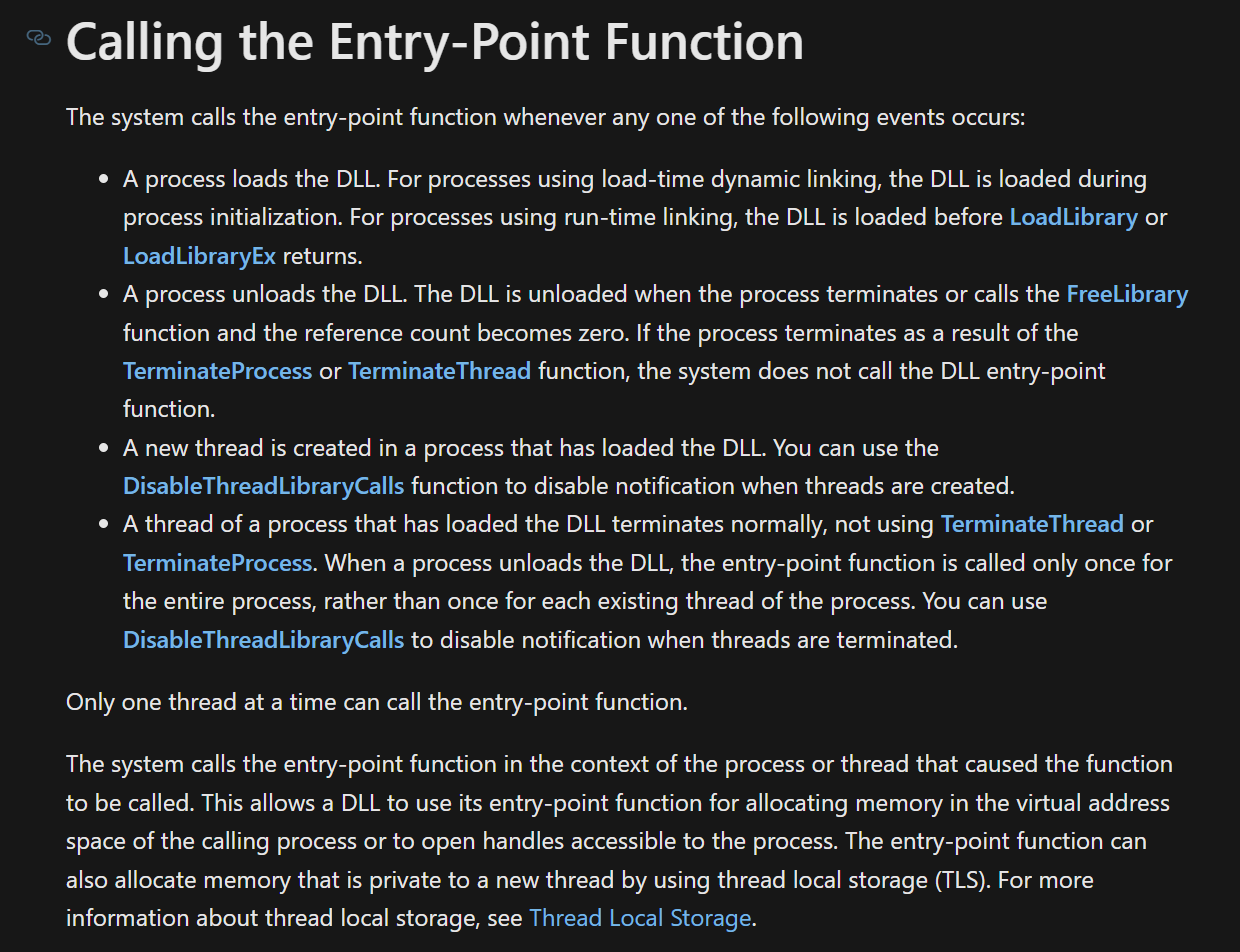 Calling the Entry-Point Function
The system calls the entry-point function whenever any one of the following events occurs:
• A process loads the DLL. For processes using load-time dynamic linking, the DLL is loaded during
process initialization. For processes using run-time linking, the DLL is loaded before LoadLibrary or
LoadLibraryEx returns.
• A process unloads the DLL. The DLL is unloaded when the process terminates or calls the FreeLibrary
function and the reference count becomes zero. If the process terminates as a result of the
TerminateProcess or TerminateThread function, the system does not call the DLL entry-point
function.
• A new thread is created in a process that has loaded the DLL. You can use the
DisableThreadLibraryCalls function to disable notification when threads are created.
• A thread of a process that has loaded the DLL terminates normally, not using TerminateThread or
TerminateProcess. When a process unloads the DLL, the entry-point function is called only once for
the entire process, rather than once for each existing thread of the process. You can use
DisableThreadLibraryCalls to disable notification when threads are terminated.
Only one thread at a time can call the entry-point function.
The system calls the entry-point function in the context of the process or thread that caused the function
to be called. This allows a DLL to use its entry-point function for allocating memory in the virtual address
space of the calling process or to open handles accessible to the process. The entry-point function can
also allocate memory that is private to a new thread by using thread local storage (TLS). For more
information about thread local storage, see Thread Local Storage.